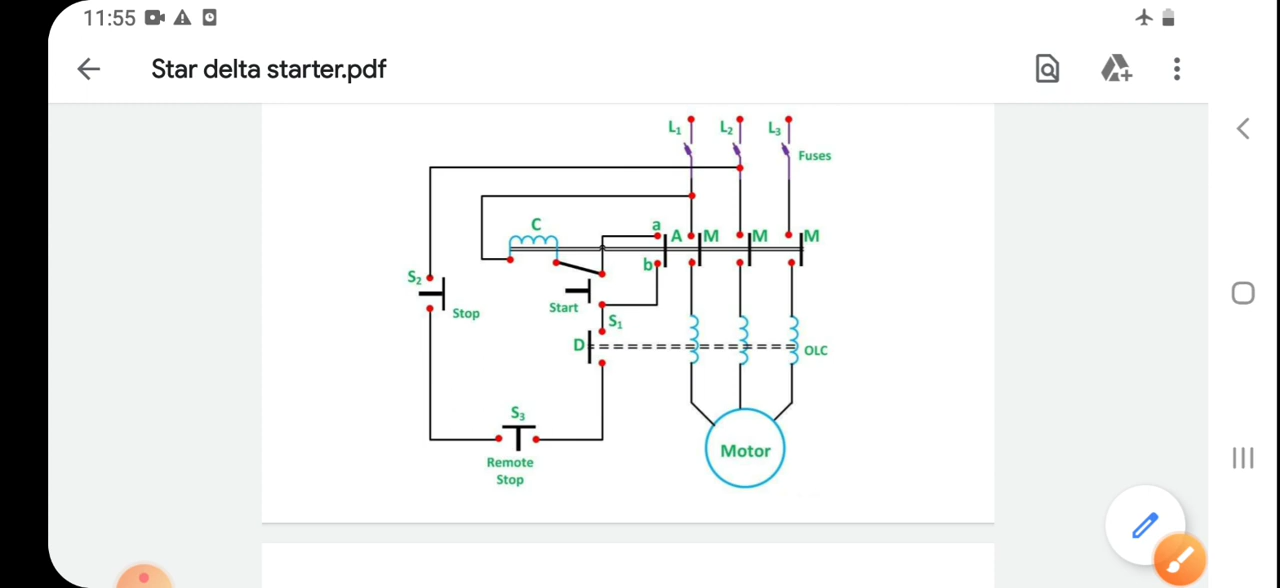 11:55
Star delta starter.pdf
L1 L2 L3
Fuses
C a A M M M
b
S2
Stop
Start
S1
D
OLC
S3
Remote
Stop
Motor